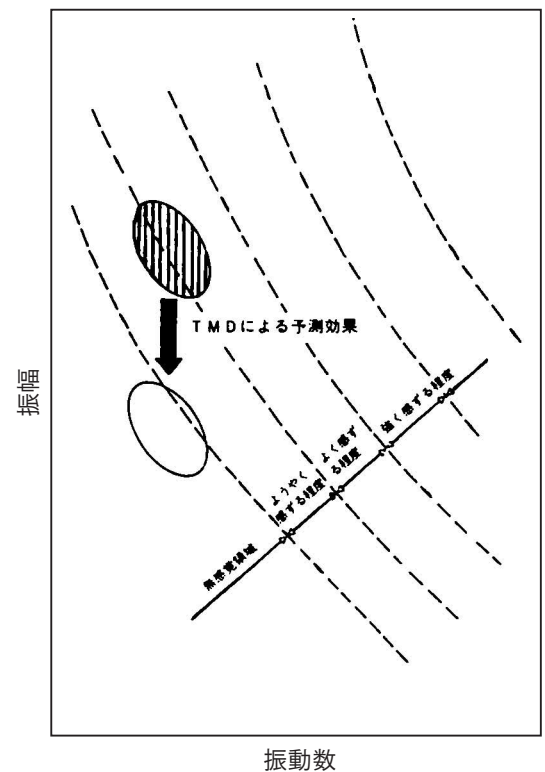 振幅
TMDによる予測効果
強く感ずる程度
よく感ず
る程度
ようやく
感ずる程度
無感覚領域
振動数